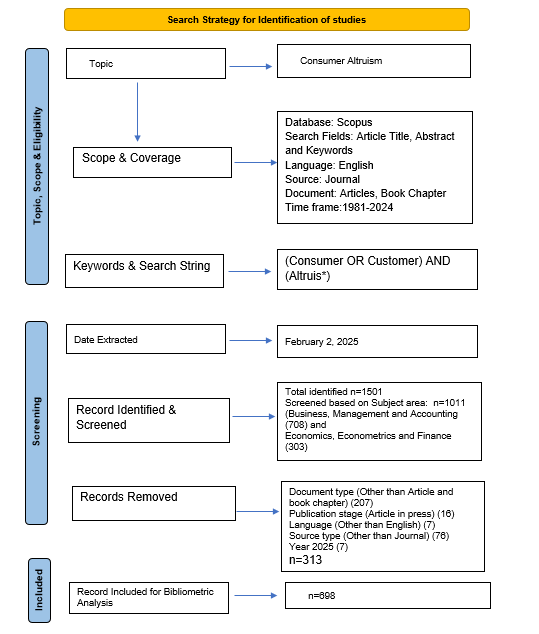 Search Strategy for Identification of studies
Topic, Scope & Eligibility
Topic
Consumer Altruism
Scope & Coverage
Database: Scopus
Search Fields: Article Title, Abstract
and Keywords
Language: English
Source: Journal
Document: Articles, Book Chapter
Time frame:1981-2024
Keywords & Search String
(Consumer OR Customer) AND
(Altruis*)
Screening
Date Extracted
February 2, 2025
Record Identified &
Screened
Total identified n=1501
Screened based on Subject area:  n=1011
(Business, Management and Accounting
(708) and
Economics, Econometrics and Finance
(303)
Records Removed
Document type (Other than Article and
book chapter) (207)
Publication stage (Article in press) (16)
Language (Other than English) (7)
Source type (Other than Journal) (76)
Year 2025 (7)
n=313
Included
Record Included for Bibliometric
Analysis
n=698